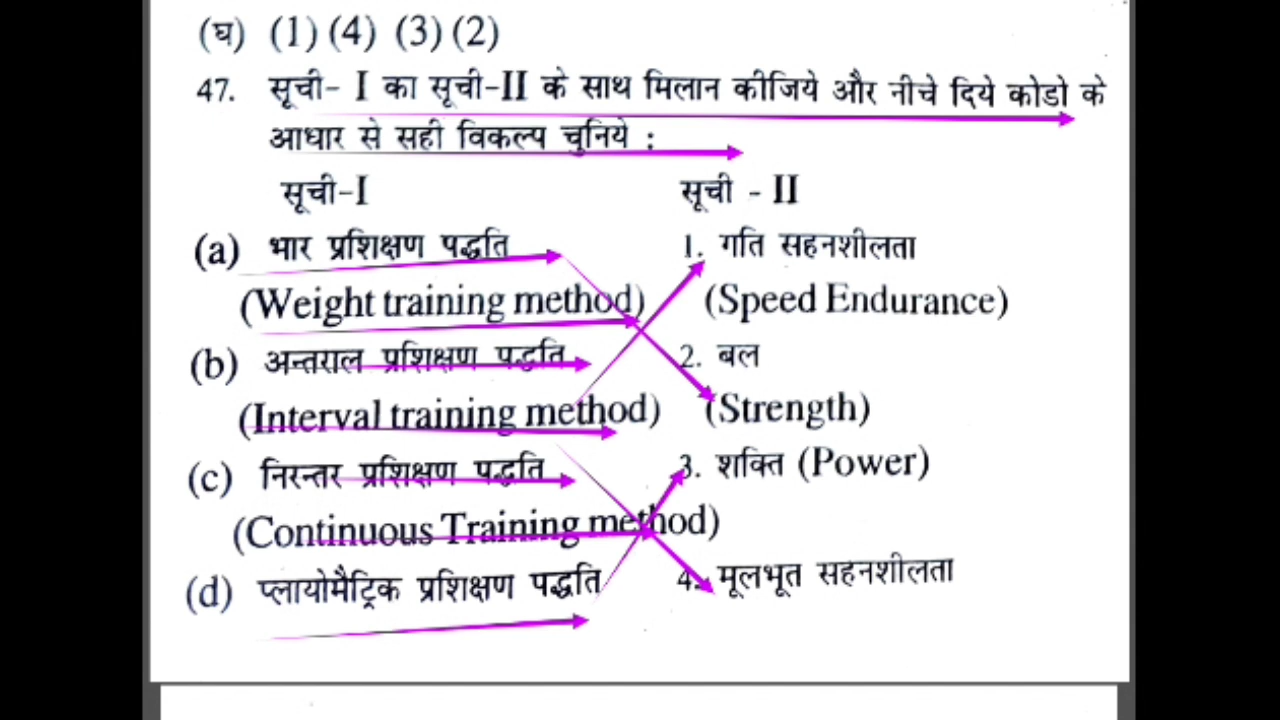 (घ) (1) (4) (3) (2)
47. सूची- I का सूची-II के साथ मिलान कीजिये और नीचे दिये कोडो के
आधार से सही विकल्प चुनिये :
सूची-I सूची - II
(a) भार प्रशिक्षण पद्धति 1. गति सहनशीलता
(Weight training method) (Speed Endurance)
(b) अन्तराल प्रशिक्षण पद्धति 2. बल
(Interval training method) (Strength)
(c) निरन्तर प्रशिक्षण पद्धति 3. शक्ति (Power)
(Continuous Training method)
(d) प्लायोमैट्रिक प्रशिक्षण पद्धति 4. मूलभूत सहनशीलता